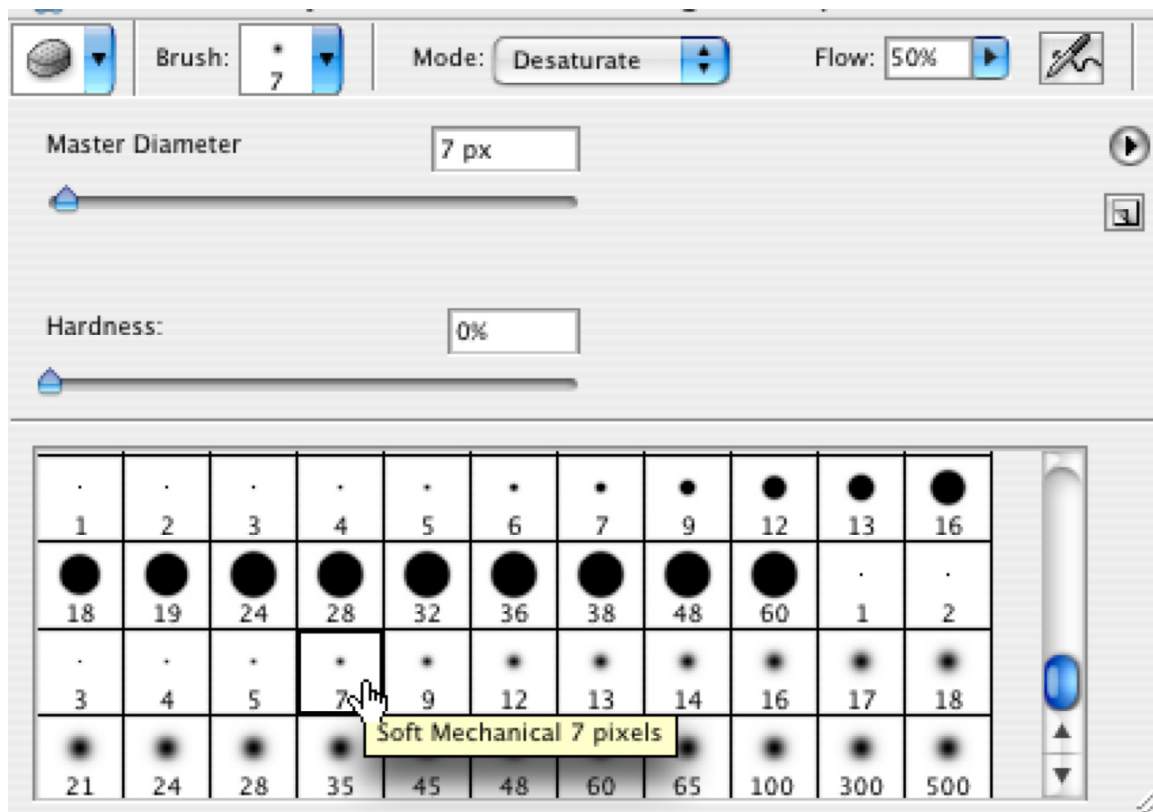 Brush: 7 Mode: Desaturate Flow: 50%
Master Diameter 7 px
Hardness: 0%
1 2 3 4 5 6 7 9 12 13 16
18 19 24 28 32 36 38 48 60 1 2
3 4 5 7 9 12 13 14 16 17 18
Soft Mechanical 7 pixels
21 24 28 35 45 48 60 65 100 300 500